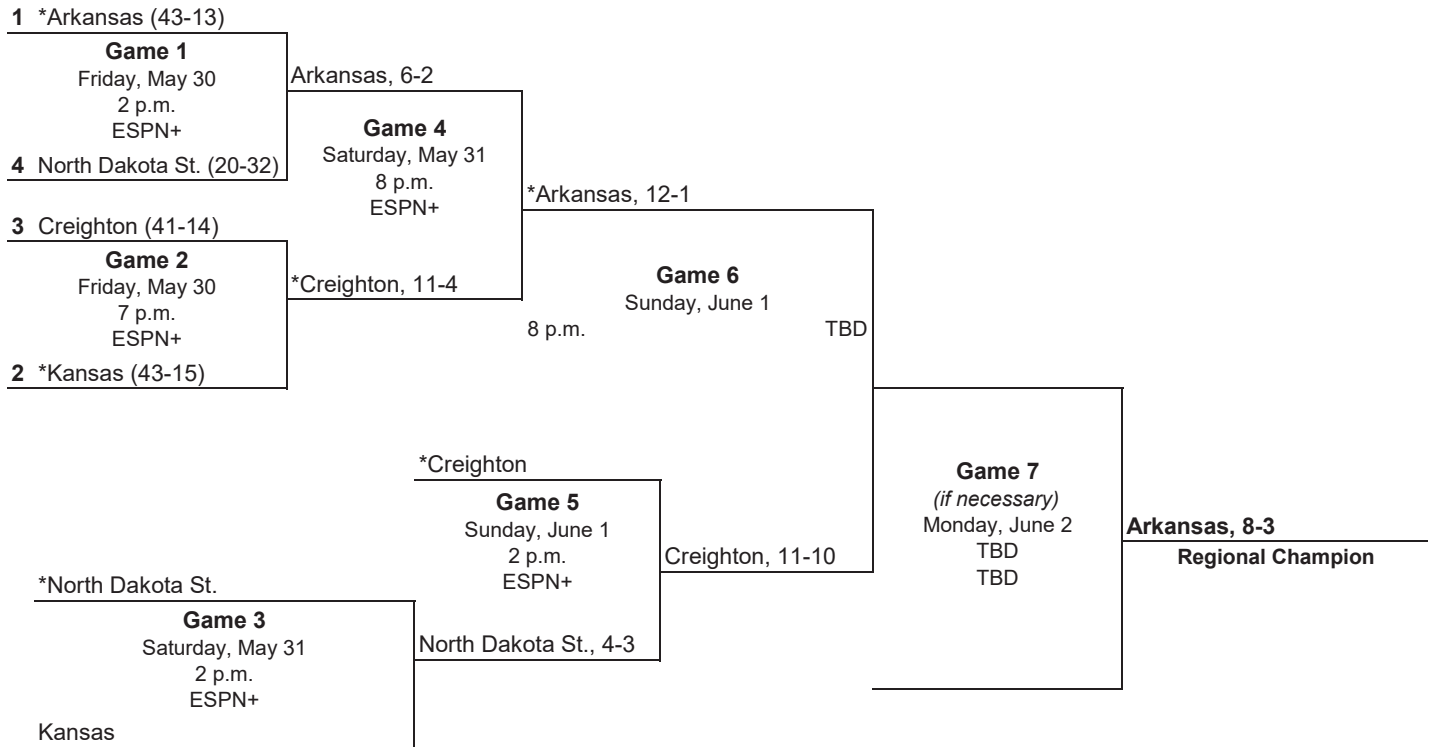 1 *Arkansas (43-13)
Game 1
Friday, May 30
2 p.m.
ESPN+
4 North Dakota St. (20-32)
Arkansas, 6-2
3 Creighton (41-14)
Game 2
Friday, May 30
7 p.m.
ESPN+
2 *Kansas (43-15)
*Creighton, 11-4
Game 4
Saturday, May 31
8 p.m.
ESPN+
*Arkansas, 12-1
Game 6
Sunday, June 1
8 p.m. TBD
*Creighton
Game 5
Sunday, June 1
2 p.m.
ESPN+
Creighton, 11-10
*North Dakota St.
Game 3
Saturday, May 31
2 p.m.
ESPN+
Kansas
North Dakota St., 4-3
Game 7
(if necessary)
Monday, June 2
TBD
TBD
Arkansas, 8-3
Regional Champion